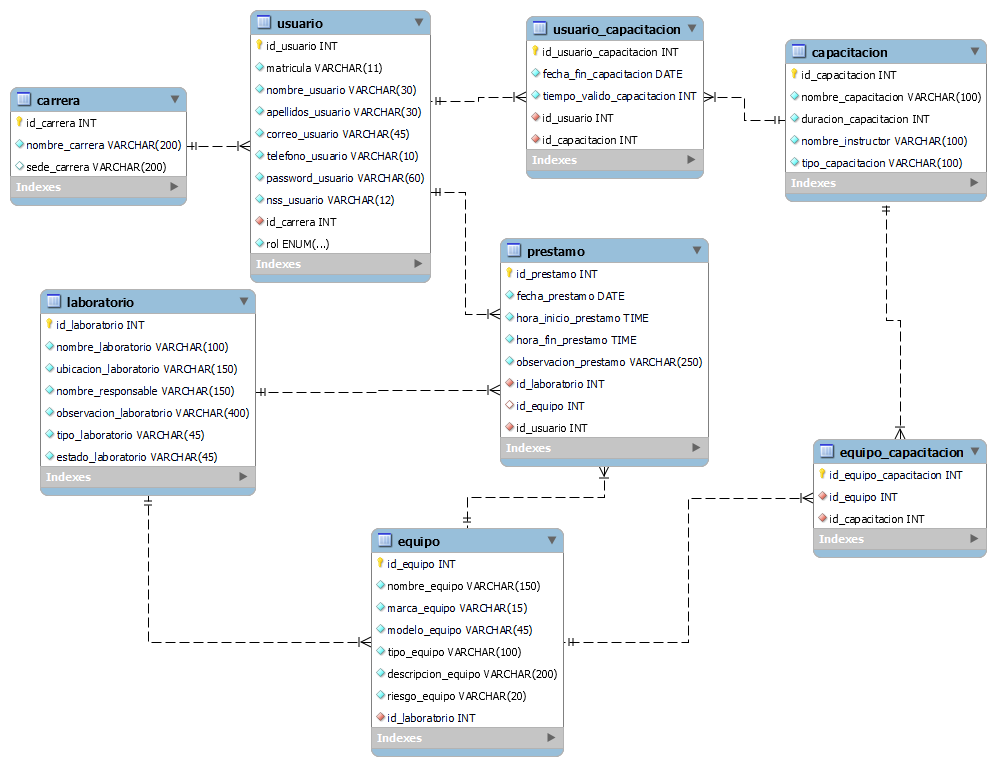 carrera
id_carrera INT
nombre_carrera VARCHAR(200)
sede_carrera VARCHAR(200)
Indexes
usuario
id_usuario INT
matricula VARCHAR(11)
nombre_usuario VARCHAR(30)
apellidos_usuario VARCHAR(30)
correo_usuario VARCHAR(45)
telefono_usuario VARCHAR(10)
password_usuario VARCHAR(60)
nss_usuario VARCHAR(12)
id_carrera INT
rol ENUM(...)
Indexes
usuario_capacitacion
id_usuario_capacitacion INT
fecha_fin_capacitacion DATE
tiempo_valido_capacitacion INT
id_usuario INT
id_capacitacion INT
Indexes
capacitacion
id_capacitacion INT
nombre_capacitacion VARCHAR(100)
duracion_capacitacion INT
nombre_instructor VARCHAR(100)
tipo_capacitacion VARCHAR(100)
Indexes
laboratorio
id_laboratorio INT
nombre_laboratorio VARCHAR(100)
ubicacion_laboratorio VARCHAR(150)
nombre_responsable VARCHAR(150)
observacion_laboratorio VARCHAR(400)
tipo_laboratorio VARCHAR(45)
estado_laboratorio VARCHAR(45)
Indexes
prestamo
id_prestamo INT
fecha_prestamo DATE
hora_inicio_prestamo TIME
hora_fin_prestamo TIME
observacion_prestamo VARCHAR(250)
id_laboratorio INT
id_equipo INT
id_usuario INT
Indexes
equipo_capacitacion
id_equipo_capacitacion INT
id_equipo INT
id_capacitacion INT
Indexes
equipo
id_equipo INT
nombre_equipo VARCHAR(150)
marca_equipo VARCHAR(15)
modelo_equipo VARCHAR(45)
tipo_equipo VARCHAR(100)
descripcion_equipo VARCHAR(200)
riesgo_equipo VARCHAR(20)
id_laboratorio INT
Indexes